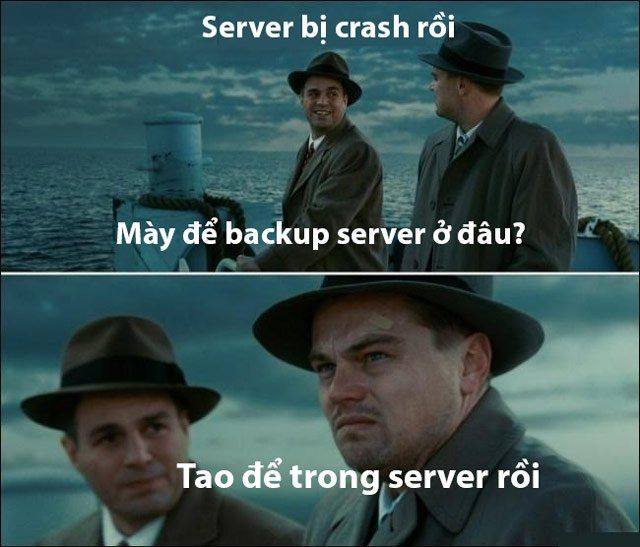 Server bị crash rồi
Mày để backup server ở đâu?
Tao để trong server rồi